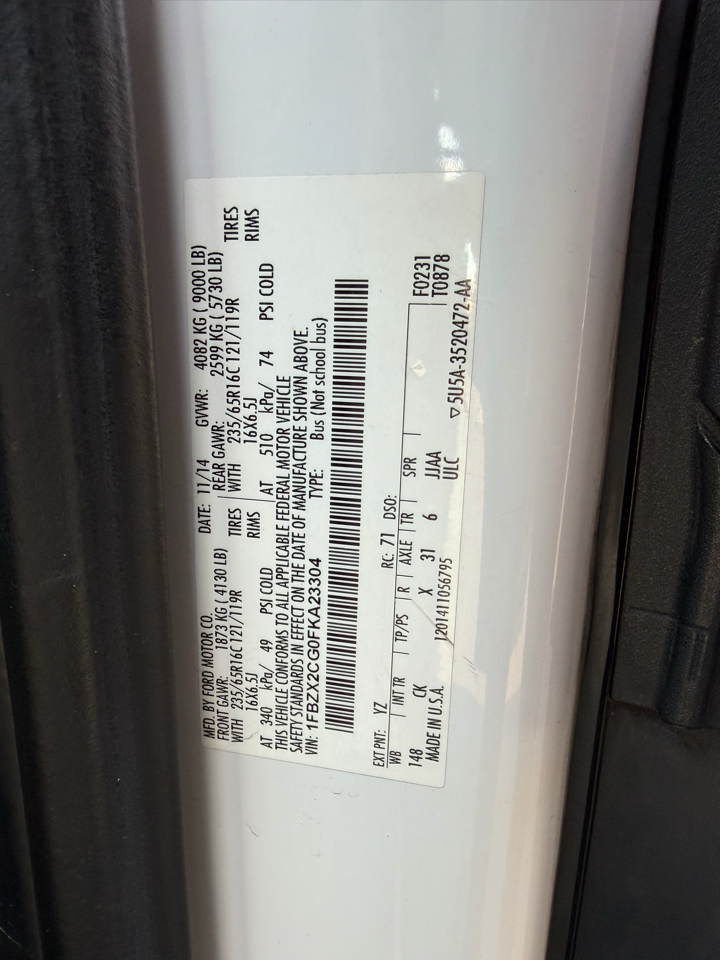 MFD. BY FORD MOTOR CO. DATE: 11/14 GVWR: 4082 KG ( 9000 LB)
FRONT GAWR: 1873 KG ( 4130 LB) REAR GAWR: 2599 KG ( 5730 LB)
WITH 235/65R16C 121/119R TIRES WITH 235/65R16C 121/119R TIRES
16X6.5J RIMS 16X6.5J RIMS
AT 340 kPa/ 49 PSI COLD AT 510 kPa/ 74 PSI COLD
THIS VEHICLE CONFORMS TO ALL APPLICABLE FEDERAL MOTOR VEHICLE
SAFETY STANDARDS IN EFFECT ON THE DATE OF MANUFACTURE SHOWN ABOVE.
VIN: 1FBZX2CG0FKA23304 TYPE: Bus (Not school bus)
EXT PNT: YZ RC: 71 DSO:
WB INT TR TP/PS R AXLE TR SPR F0231
148 CK X 31 6 JJAA T0878
MADE IN U.S.A. 1201411056795 ULC
▽5U5A-3520472-AA